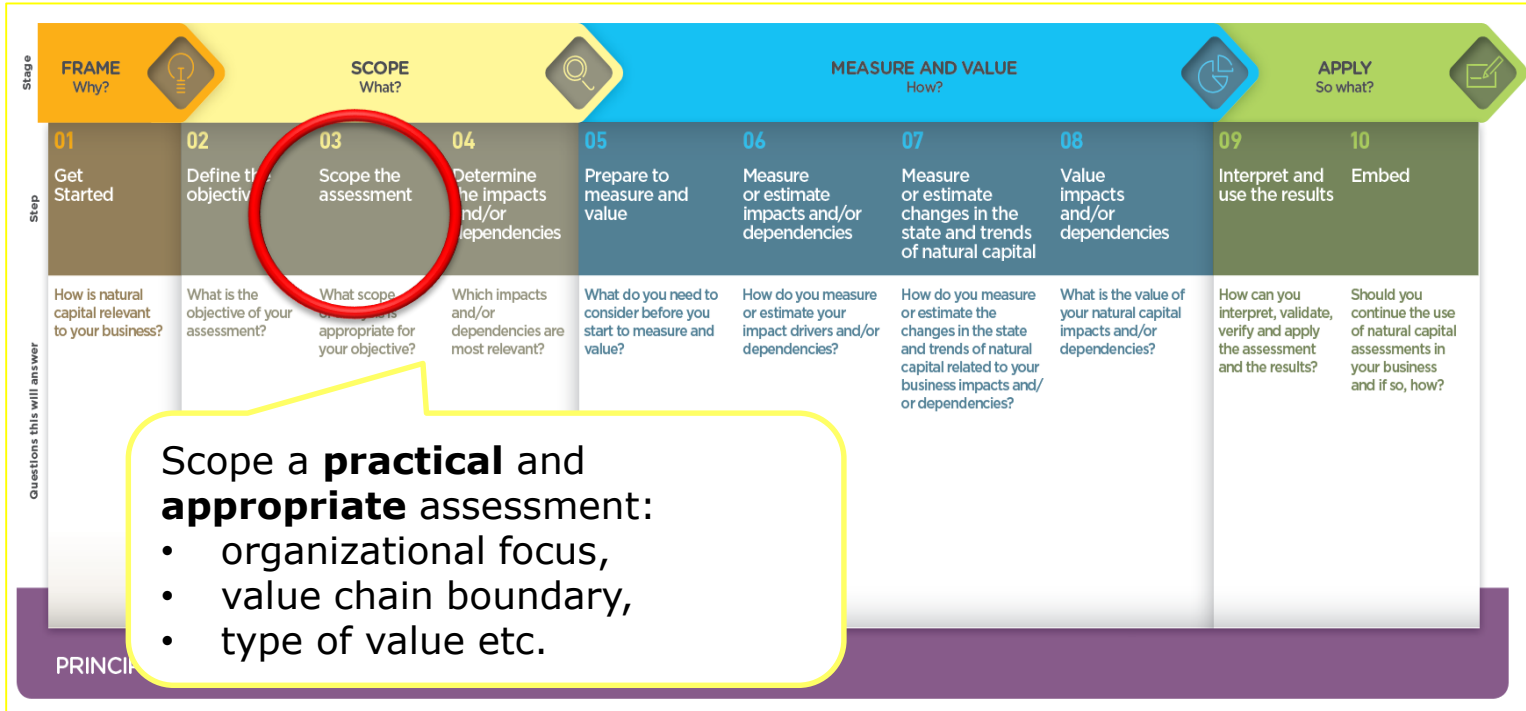 Stage
FRAME
Why?
SCOPE
What?
MEASURE AND VALUE
How?
APPLY
So what?
Step
01
Get
Started
02
Define the
objective
03
Scope the
assessment
04
Determine
the impacts
and/or
dependencies
05
Prepare to
measure and
value
06
Measure
or estimate
impacts and/or
dependencies
07
Measure
or estimate
changes in the
state and trends
of natural capital
08
Value
impacts
and/or
dependencies
09
Interpret and
use the results
10
Embed
Questions this will answer
How is natural
capital relevant
to your business?
What is the
objective of your
assessment?
What scope
is
appropriate for
your objective?
Which impacts
and/or
dependencies are
most relevant?
What do you need to
consider before you
start to measure and
value?
How do you measure
or estimate your
impact drivers and/or
dependencies?
How do you measure
or estimate the
changes in the state
and trends of natural
capital related to your
business impacts and/
or dependencies?
What is the value of
your natural capital
impacts and/or
dependencies?
How can you
interpret, validate,
verify and apply
the assessment
and the results?
Should you
continue the use
of natural capital
assessments in
your business
and if so, how?
Scope a practical and
appropriate assessment:
• organizational focus,
• value chain boundary,
• type of value etc.